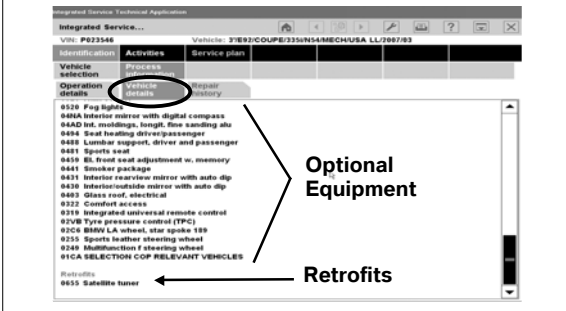 Integrated Service Technical Application
Integrated Service...
VIN: P023546 Vehicle: 3'/E92/COUPE/335i/N54/MECH/USA LL/2007/03
Identification Activities Service plan
Vehicle selection Process information
Operation details Vehicle details Repair history
0520 Fog lights
04NA Interior mirror with digital compass
04AD Int. moldings, longit. fine sanding alu
0494 Seat heating driver/passenger
0488 Lumbar support, driver and passenger
0481 Sports seat
0459 El. front seat adjustment w. memory
0441 Smoker package
0431 Interior rearview mirror with auto dip
0430 Interior/outside mirror with auto dip
0403 Glass roof, electrical
0322 Comfort access
0319 Integrated universal remote control
02VB Tyre pressure control (TPC)
02C6 BMW LA wheel, star spoke 189
0255 Sports leather steering wheel
0249 Multifunction f steering wheel
01CA SELECTION COP RELEVANT VEHICLES
Optional
Equipment
Retrofits
0655 Satellite tuner
Retrofits